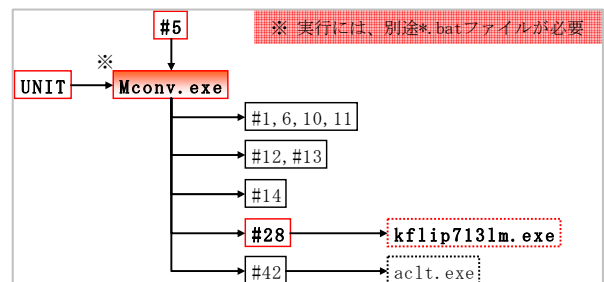 #5
※ 実行には、別途*.batファイルが必要
※
UNIT
Mconv.exe
#1,6,10,11
#12,#13
#14
#28
kflip7131m.exe
#42
aclt.exe